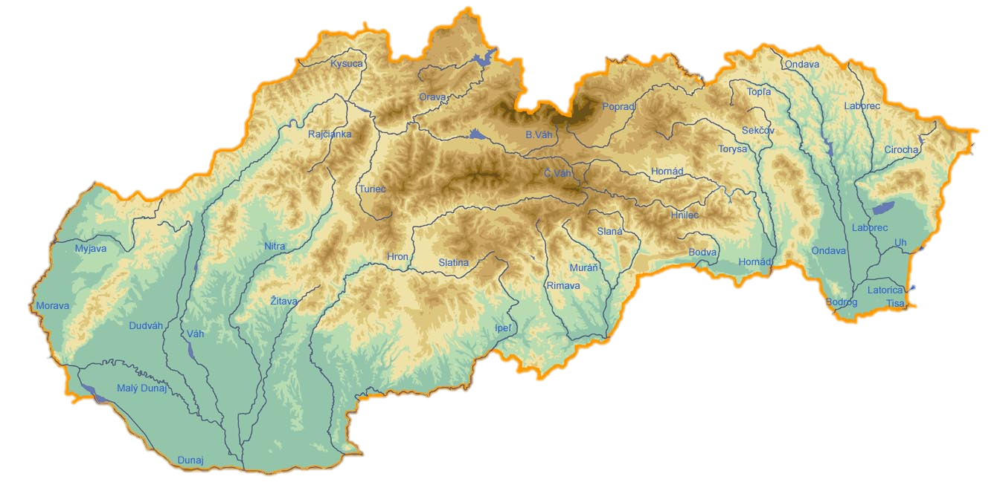 Kysuca
Ondava
Topľa
Orava
Poprad
Laborec
Rajčianka
B.Váh
Sekčov
Torysa
Cirocha
Č.Váh
Hornád
Turiec
Hnilec
Laborec
Slaná
Uh
Myjava
Nitra
Hron
Slatina
Bodva
Ondava
Hornád
Muráň
Rimava
Latorica
Žitava
Bodrog
Tisa
Morava
Dudváh
Váh
Ipeľ
Malý Dunaj
Dunaj